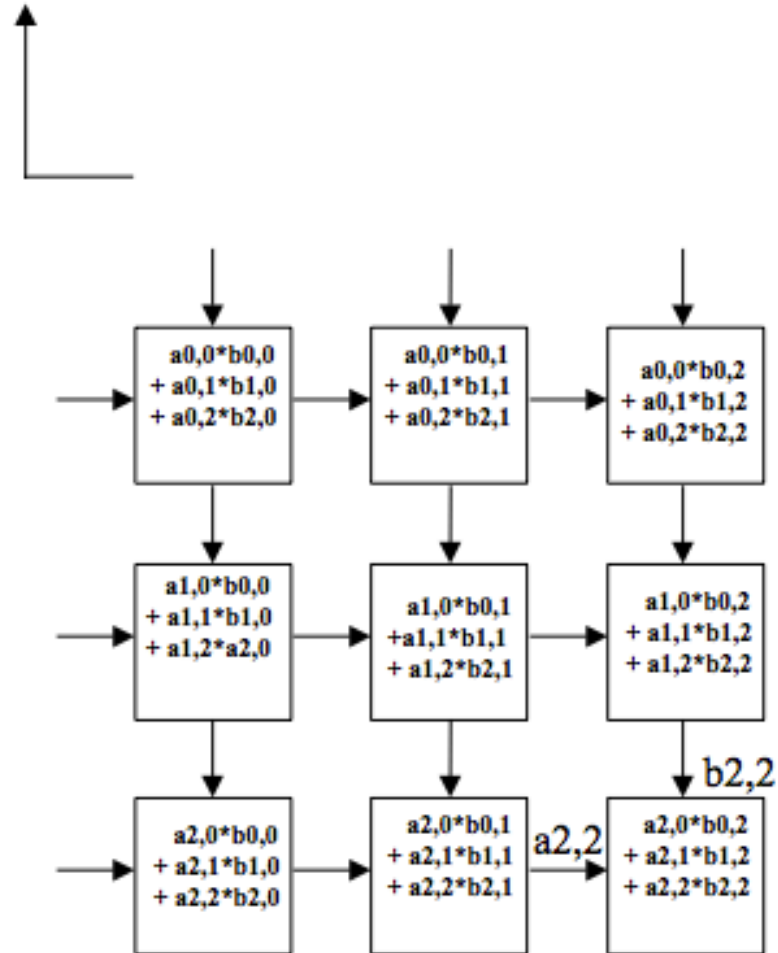 a0,0*b0,0
+ a0,1*b1,0
+ a0,2*b2,0
a0,0*b0,1
+ a0,1*b1,1
+ a0,2*b2,1
a0,0*b0,2
+ a0,1*b1,2
+ a0,2*b2,2
a1,0*b0,0
+ a1,1*b1,0
+ a1,2*a2,0
a1,0*b0,1
+a1,1*b1,1
+ a1,2*b2,1
a1,0*b0,2
+ a1,1*b1,2
+ a1,2*b2,2
b2,2
a2,0*b0,0
+ a2,1*b1,0
+ a2,2*b2,0
a2,0*b0,1
+ a2,1*b1,1
+ a2,2*b2,1
a2,2
a2,0*b0,2
+ a2,1*b1,2
+ a2,2*b2,2